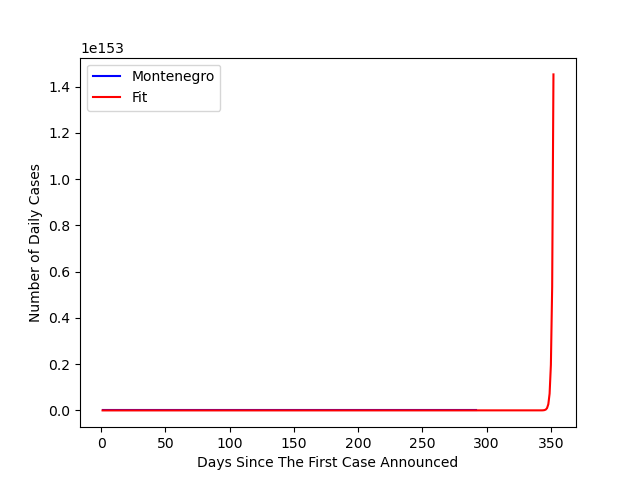 1e153
Montenegro
Fit
1.4
1.2
1.0
0.8
0.6
0.4
0.2
0.0
Number of Daily Cases
0 50 100 150 200 250 300 350
Days Since The First Case Announced